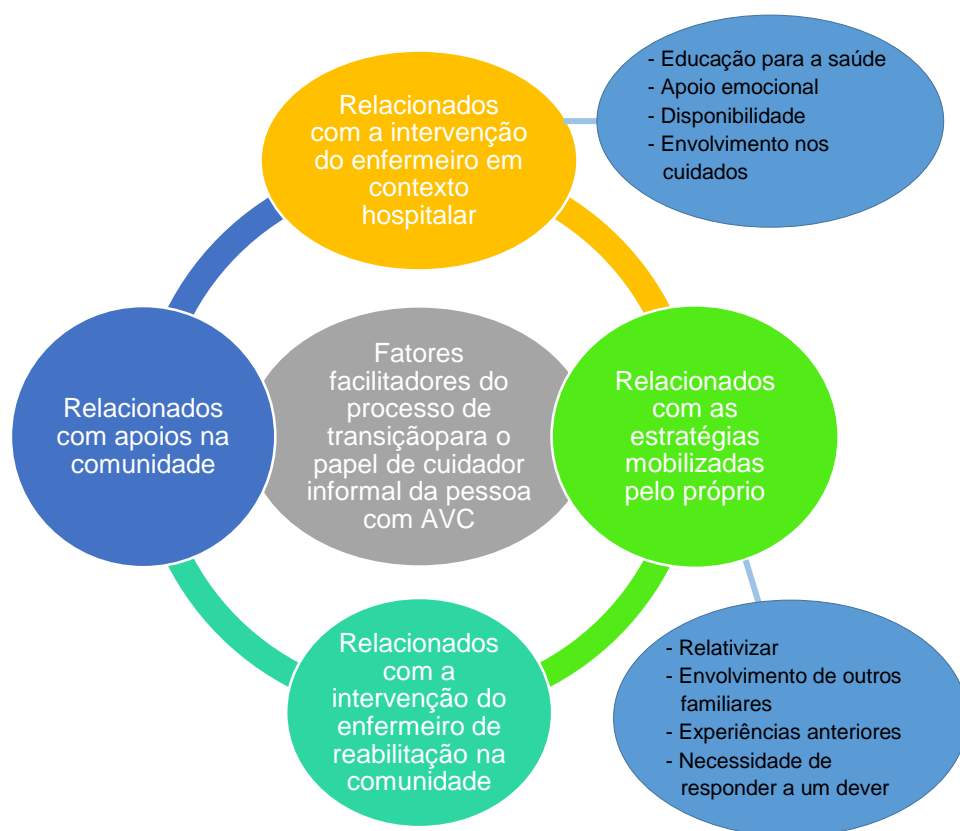 Relacionados
com a intervenção
do enfermeiro em
contexto
hospitalar
- Educação para a saúde
- Apoio emocional
- Disponibilidade
- Envolvimento nos
cuidados
Relacionados
com apoios na
comunidade
Fatores
facilitadores do
processo de
transiçãopara o
papel de cuidador
informal da pessoa
com AVC
Relacionados
com as
estratégias
mobilizadas
pelo próprio
Relacionados
com a
intervenção do
enfermeiro de
reabilitação na
comunidade
- Relativizar
- Envolvimento de outros
familiares
- Experiências anteriores
- Necessidade de
responder a um dever